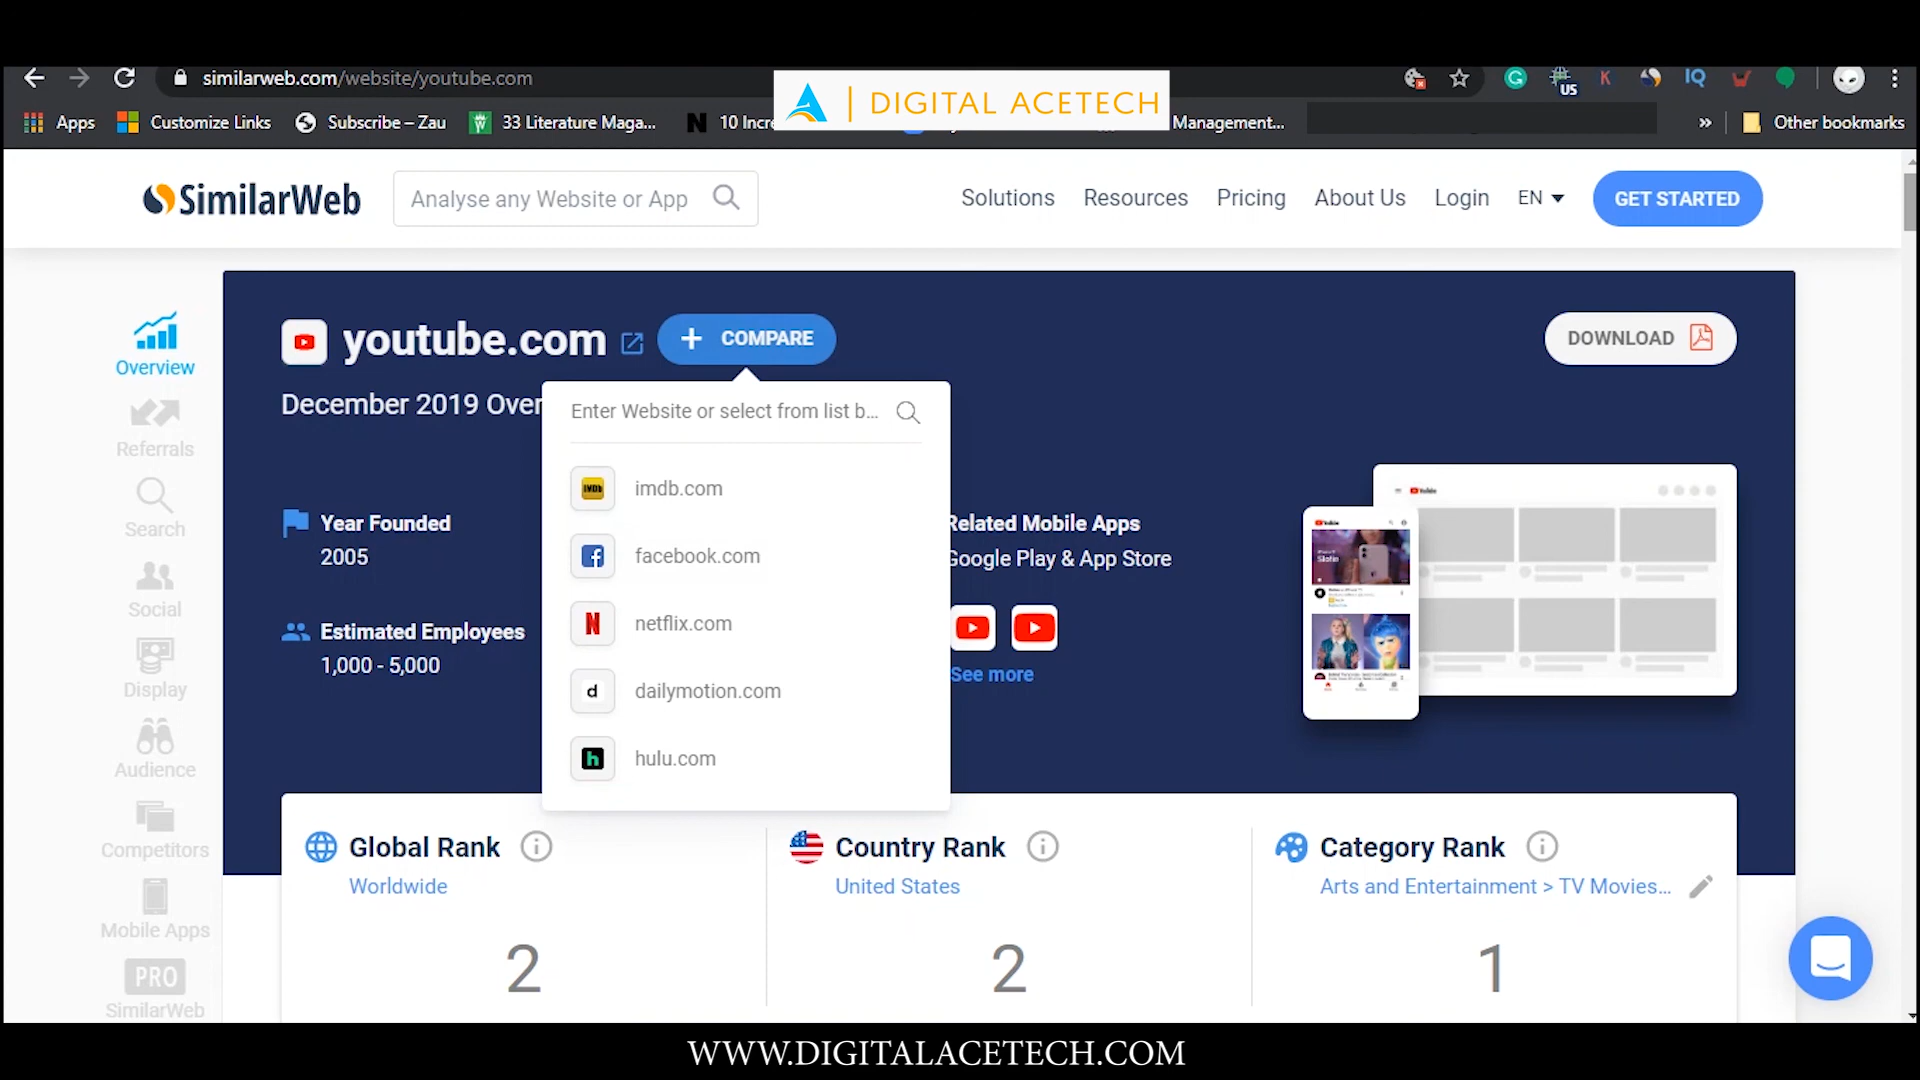 similarweb.com/website/youtube.com
| DIGITAL ACETECH
US
K
IQ
Apps
Customize Links
Subscribe – Zau
33 Literature Maga...
10 Incre
Management...
»
Other bookmarks
SimilarWeb
Analyse any Website or App
Solutions
Resources
Pricing
About Us
Login
EN
GET STARTED
youtube.com
+ COMPARE
DOWNLOAD
December 2019 Over
Enter Website or select from list b...
imdb.com
facebook.com
netflix.com
dailymotion.com
hulu.com
Year Founded
2005
Estimated Employees
1,000 - 5,000
Related Mobile Apps
Google Play & App Store
See more
Overview
Referrals
Search
Social
Display
Audience
Competitors
Mobile Apps
PRO
SimilarWeb
Global Rank
Worldwide
2
Country Rank
United States
2
Category Rank
Arts and Entertainment > TV Movies...
1
WWW.DIGITALACETECH.COM